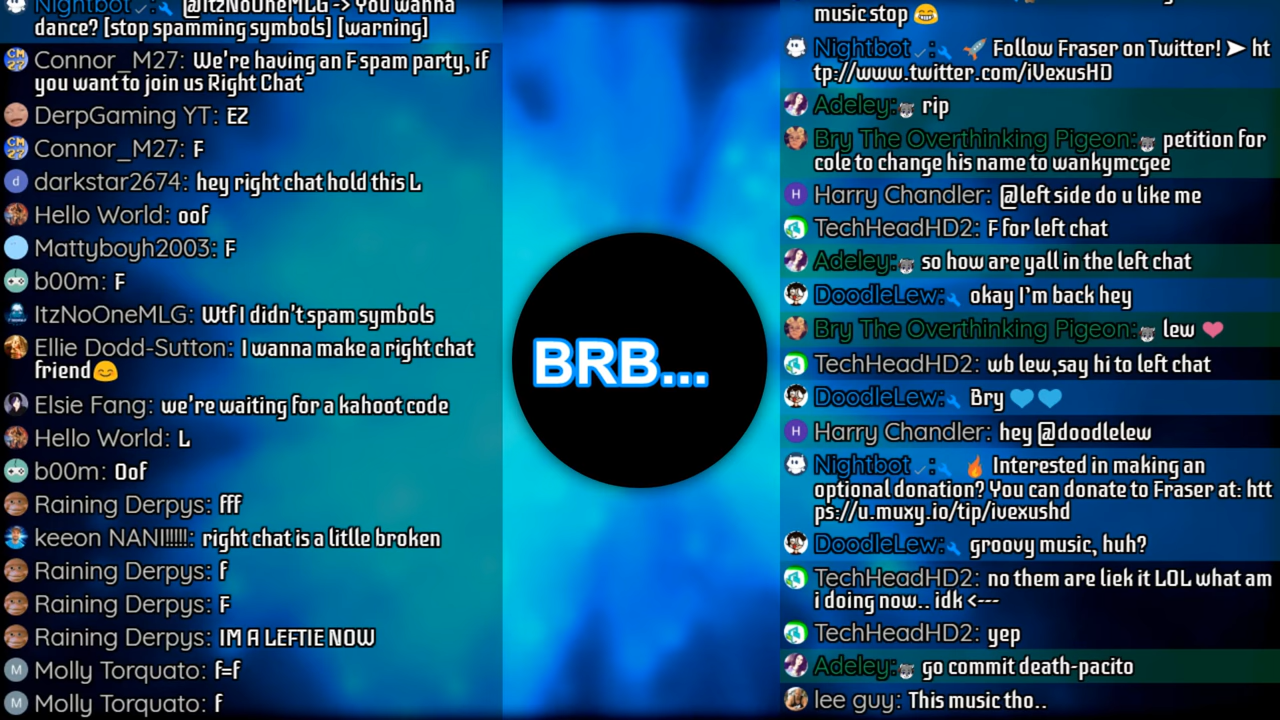 Nightbot: @ItzNoOneMLG -> You wanna
dance? [stop spamming symbols] [warning]
Connor_M27: We're having an F spam party, if
you want to join us Right Chat
DerpGaming YT: EZ
Connor_M27: F
darkstar2674: hey right chat hold this L
Hello World: oof
Mattyboyh2003: F
b00m: F
ItzNoOneMLG: Wtf I didn't spam symbols
Ellie Dodd-Sutton: I wanna make a right chat
friend😊
Elsie Fang: we're waiting for a kahoot code
Hello World: L
b00m: Oof
Raining Derpys: fff
keeon NANI!!!!!: right chat is a litlle broken
Raining Derpys: f
Raining Derpys: F
Raining Derpys: IM A LEFTIE NOW
Molly Torquato: f=f
Molly Torquato: f
BRB...
music stop 😂
Nightbot: 🚀 Follow Fraser on Twitter! ➤ ht
tp://www.twitter.com/iVexusHD
Adeley: rip
Bry The Overthinking Pigeon: petition for
cole to change his name to wankymcgee
Harry Chandler: @left side do u like me
TechHeadHD2: F for left chat
Adeley: so how are yall in the left chat
DoodleLew: okay I'm back hey
Bry The Overthinking Pigeon: lew ❤
TechHeadHD2: wb lew,say hi to left chat
DoodleLew: Bry 💙💙
Harry Chandler: hey @doodlelew
Nightbot: 🔥 Interested in making an
optional donation? You can donate to Fraser at: htt
ps://u.muxy.io/tip/ivexushd
DoodleLew: groovy music, huh?
TechHeadHD2: no them are liek it LOL what am
i doing now.. idk <---
TechHeadHD2: yep
Adeley: go commit death-pacito
lee guy: This music tho..